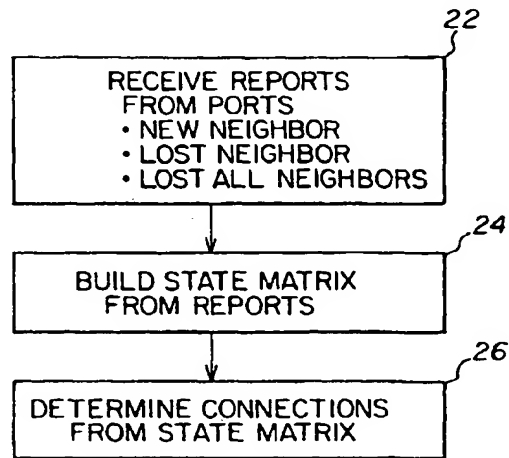 22
RECEIVE REPORTS
FROM PORTS
• NEW NEIGHBOR
• LOST NEIGHBOR
• LOST ALL NEIGHBORS
24
BUILD STATE MATRIX
FROM REPORTS
26
DETERMINE CONNECTIONS
FROM STATE MATRIX